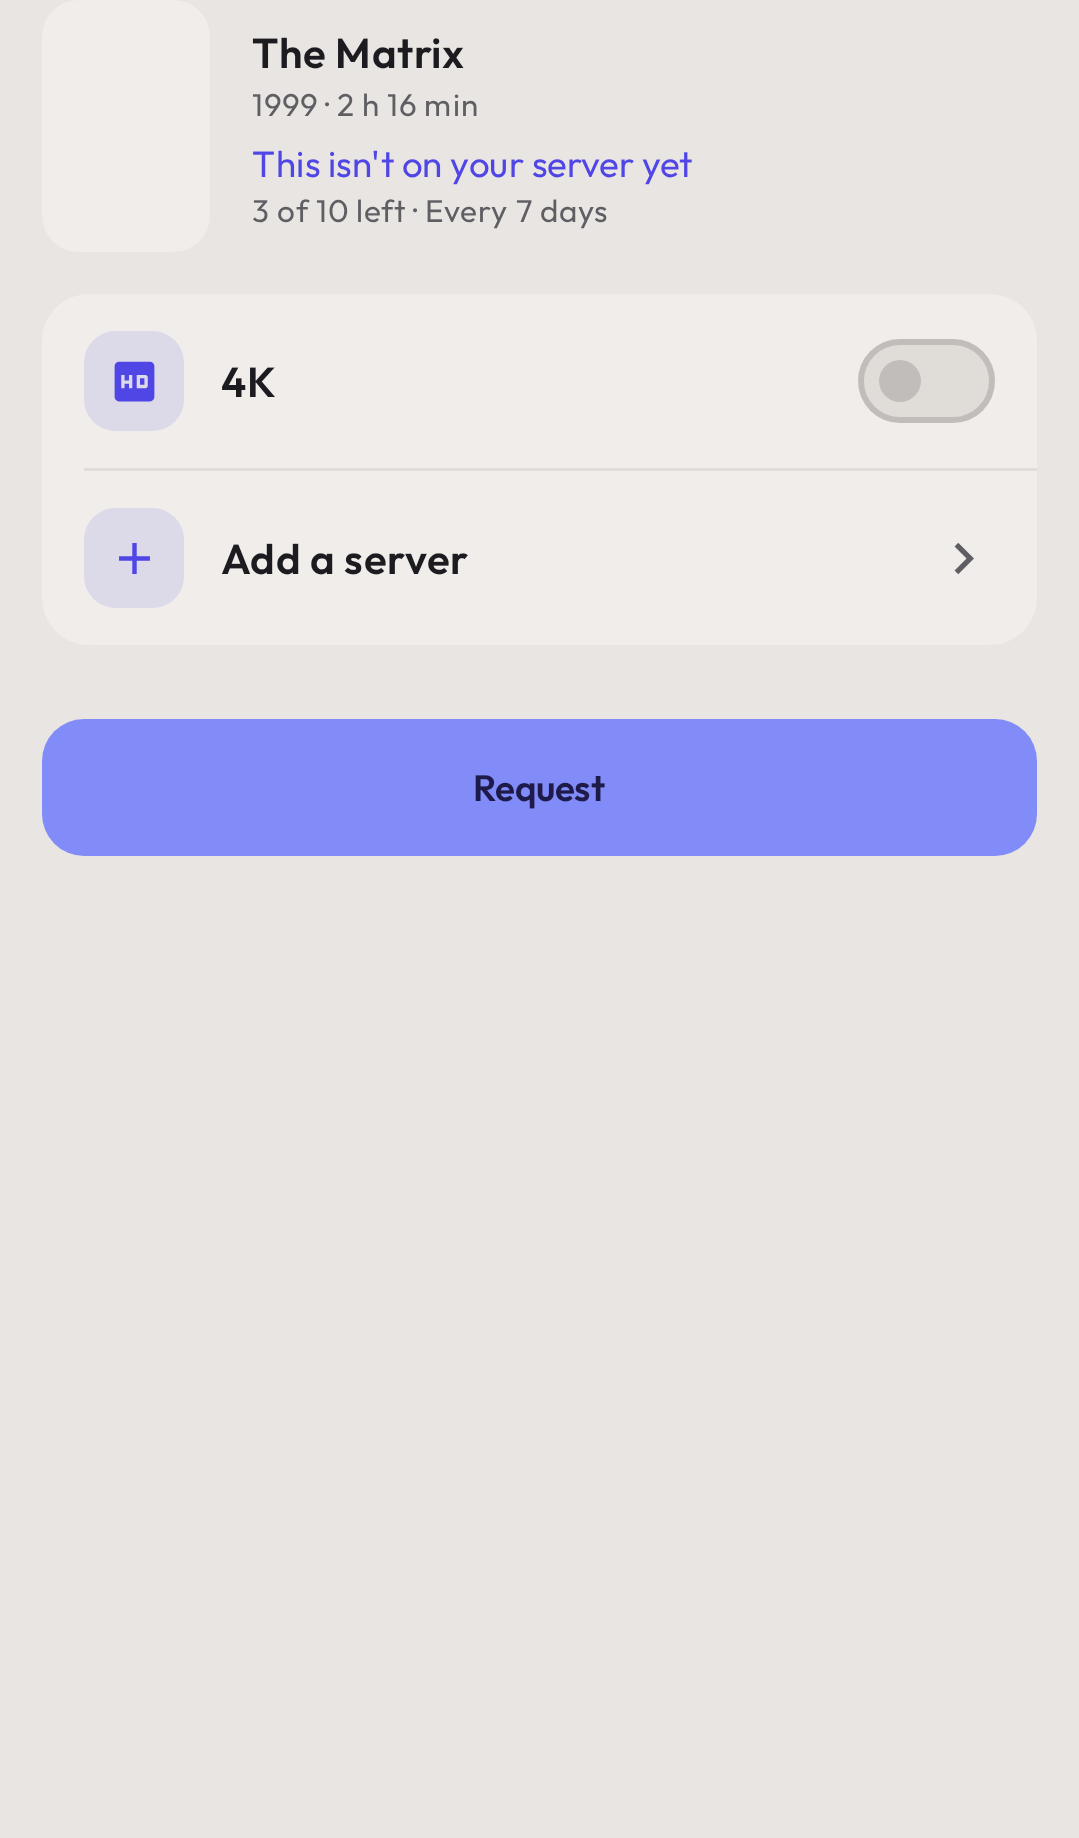 The Matrix
1999 · 2 h 16 min
This isn't on your server yet
3 of 10 left · Every 7 days
HD
4K
Add a server
Request